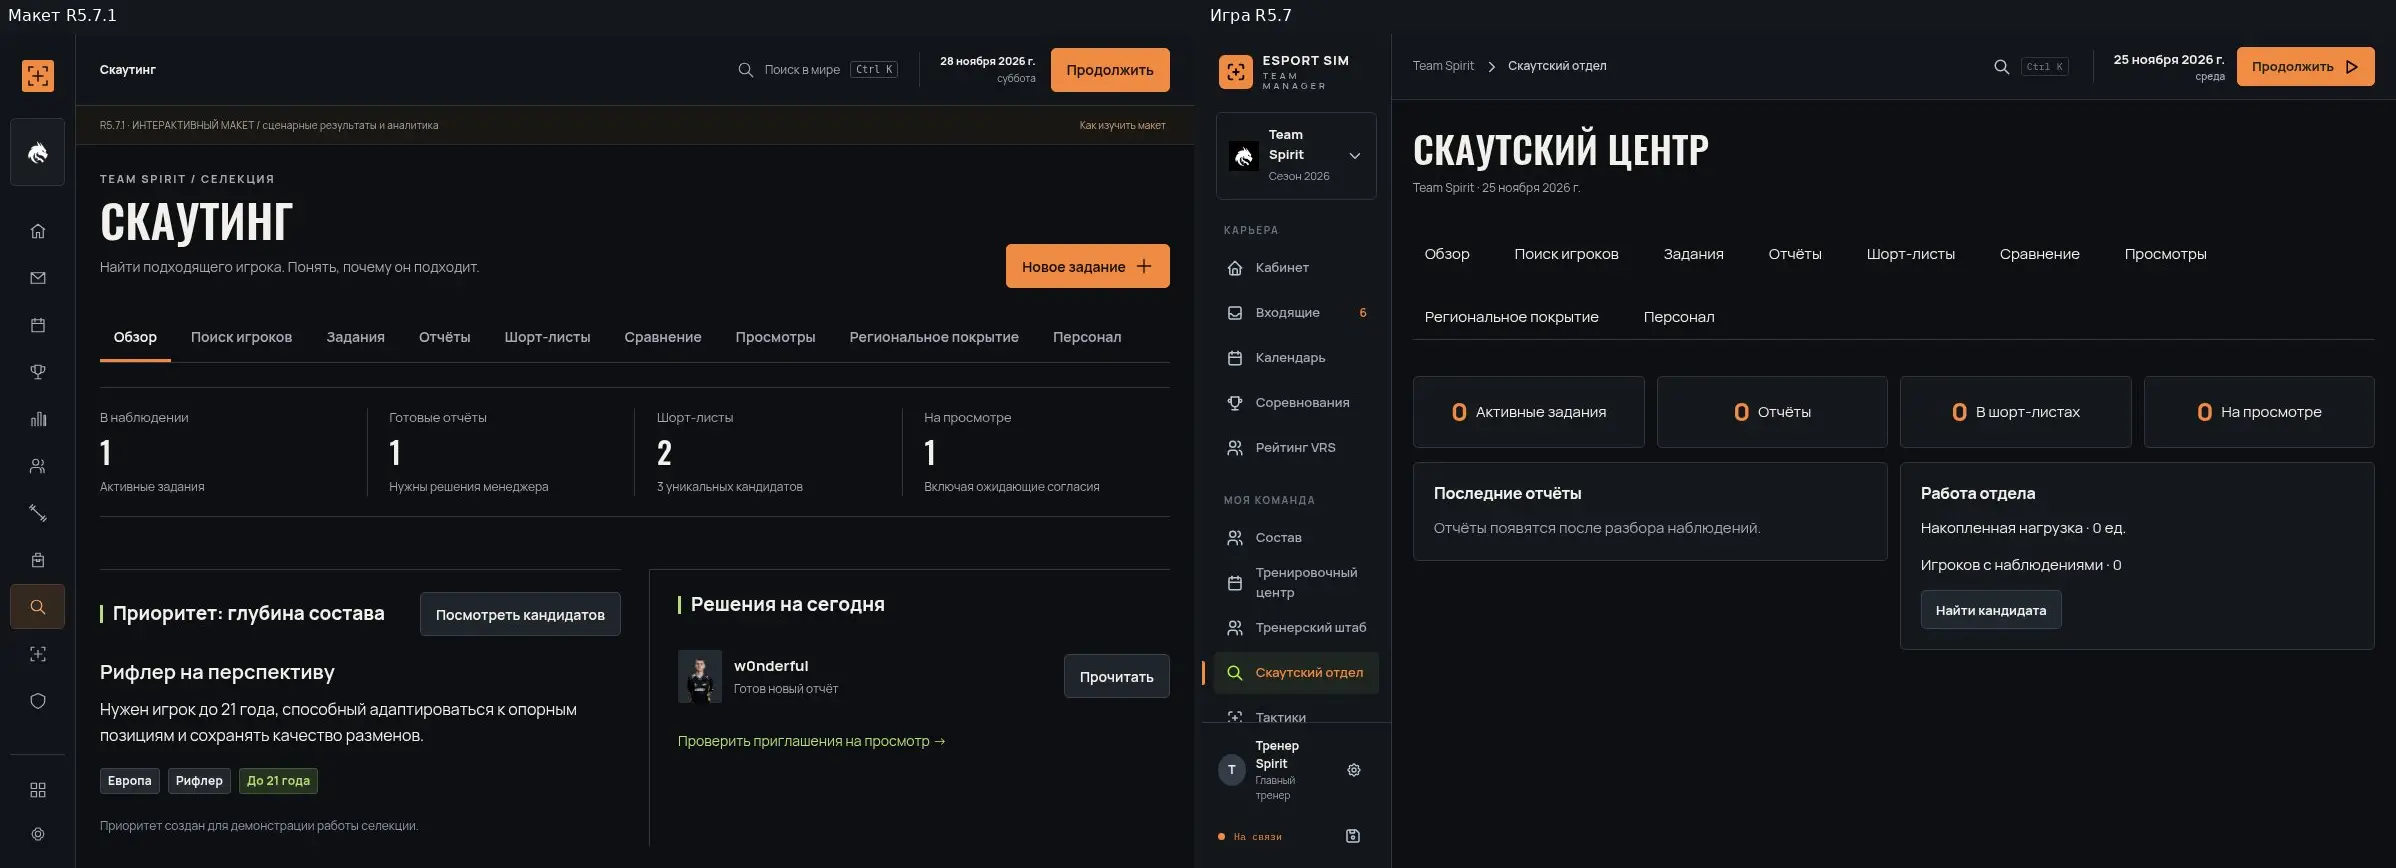 Макет R5.7.1
Скаутинг
Поиск в мире Ctrl K
28 ноября 2026 г.
суббота
Продолжить
R5.7.1 · ИНТЕРАКТИВНЫЙ МАКЕТ / сценарные результаты и аналитика
Как изучить макет
TEAM SPIRIT / СЕЛЕКЦИЯ
СКАУТИНГ
Найти подходящего игрока. Понять, почему он подходит.
Новое задание
Обзор Поиск игроков Задания Отчёты Шорт-листы Сравнение Просмотры Региональное покрытие Персонал
В наблюдении
1
Активные задания
Готовые отчёты
1
Нужны решения менеджера
Шорт-листы
2
3 уникальных кандидатов
На просмотре
1
Включая ожидающие согласия
Приоритет: глубина состава
Посмотреть кандидатов
Рифлер на перспективу
Нужен игрок до 21 года, способный адаптироваться к опорным
позициям и сохранять качество разменов.
Европа Рифлер До 21 года
Приоритет создан для демонстрации работы селекции.
Решения на сегодня
w0nderful
Готов новый отчёт
Прочитать
Проверить приглашения на просмотр →
Игра R5.7
ESPORT SIM
TEAM
MANAGER
Team
Spirit
Сезон 2026
КАРЬЕРА
Кабинет
Входящие 6
Календарь
Соревнования
Рейтинг VRS
МОЯ КОМАНДА
Состав
Тренировочный
центр
Тренерский штаб
Скаутский отдел
Тактики
Т
Тренер
Spirit
Главный
тренер
На связи
Team Spirit
Скаутский отдел
Ctrl K
25 ноября 2026 г.
среда
Продолжить
СКАУТСКИЙ ЦЕНТР
Team Spirit · 25 ноября 2026 г.
Обзор Поиск игроков Задания Отчёты Шорт-листы Сравнение Просмотры
Региональное покрытие Персонал
0 Активные задания
0 Отчёты
0 В шорт-листах
0 На просмотре
Последние отчёты
Отчёты появятся после разбора наблюдений.
Работа отдела
Накопленная нагрузка · 0 ед.
Игроков с наблюдениями · 0
Найти кандидата